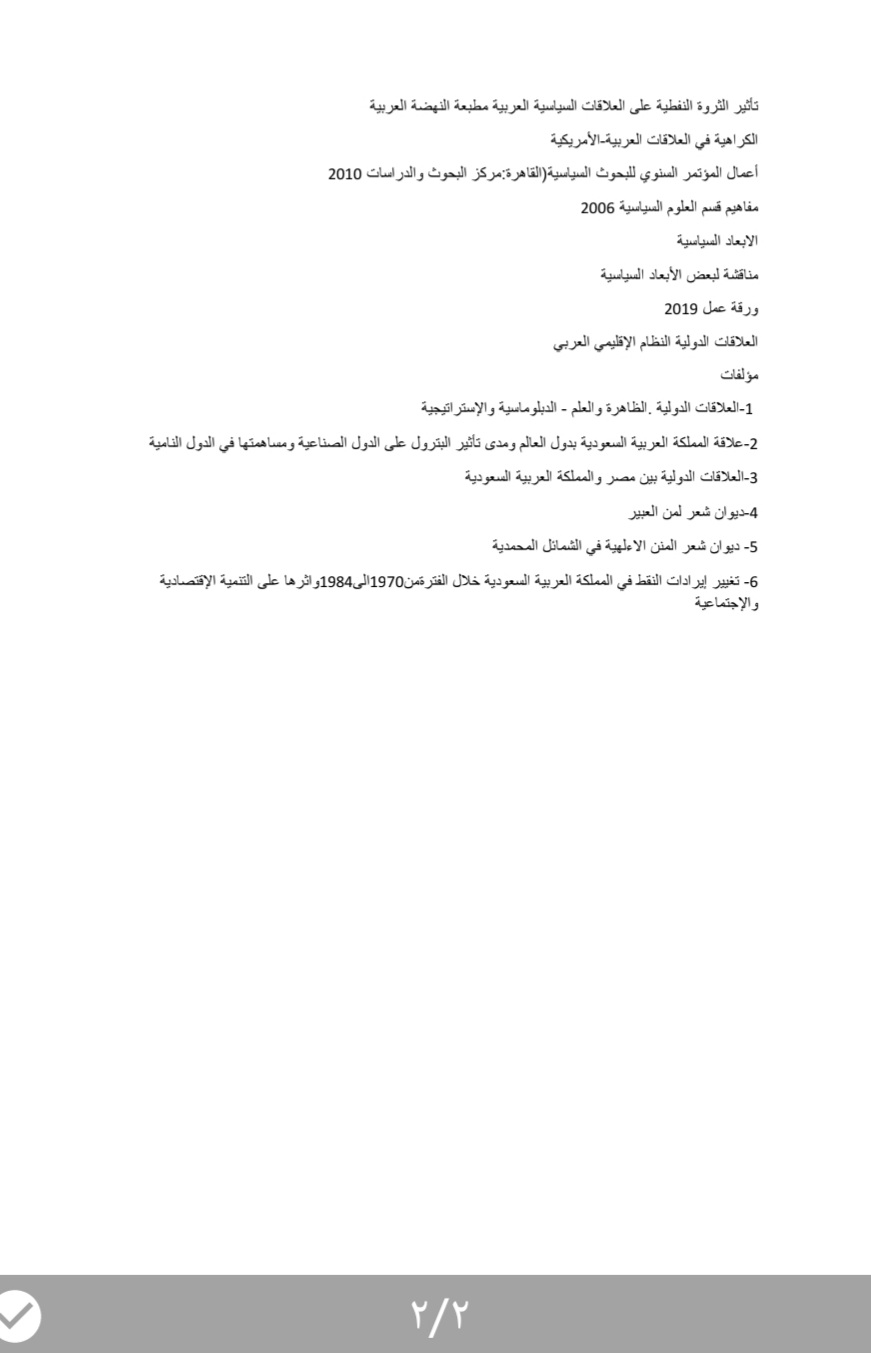 تأثير الثروة النفطية على العلاقات السياسية العربية مطبعة النهضة العربية
الكراهية في العلاقات العربية-الأمريكية
أعمال المؤتمر السنوي للبحوث السياسية(القاهرة:مركز البحوث والدراسات 2010
مفاهيم قسم العلوم السياسية 2006
الابعاد السياسية
مناقشة لبعض الأبعاد السياسية
ورقة عمل 2019
العلاقات الدولية النظام الإقليمي العربي
مؤلفات
1-العلاقات الدولية .الظاهرة والعلم - الدبلوماسية والإستراتيجية
2-علاقة المملكة العربية السعودية بدول العالم ومدى تأثير البترول على الدول الصناعية ومساهمتها في الدول النامية
3-العلاقات الدولية بين مصر والمملكة العربية السعودية
4-ديوان شعر لمن العبير
5- ديوان شعر المنن الاءلهية في الشمائل المحمدية
6- تغيير إيرادات النقط في المملكة العربية السعودية خلال الفترةمن1970الى1984واثرها على التنمية الإقتصادية
والإجتماعية
٢/٢